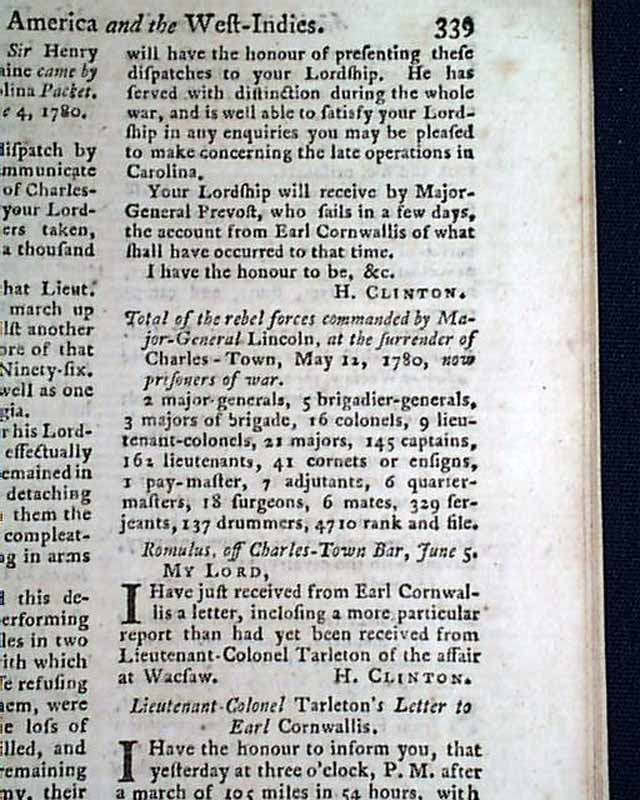 America and the Weſt-Indies. 339
Sir Henry
aine came by
lina Packet.
e 4, 1780.
diſpatch by
mmunicate
of Charles-
your Lord-
ers taken,
a thouſand
hat Lieut.
march up
lſt another
ore of that
Ninety-ſix.
well as one
gia.
r his Lord-
effectually
emained in
detaching
them the
compleat-
ng in arms
d this de-
erforming
les in two
ith which
e refuſing
em, were
e loſs of
illed, and
remaining
my, their
will have the honour of preſenting theſe
diſpatches to your Lordſhip. He has
ſerved with diſtinction during the whole
war, and is well able to ſatisfy your Lord-
ſhip in any enquiries you may be pleaſed
to make concerning the late operations in
Carolina.
Your Lordſhip will receive by Major-
General Prevoſt, who ſails in a few days,
the account from Earl Cornwallis of what
ſhall have occurred to that time.
I have the honour to be, &c.
H. CLINTON.
Total of the rebel forces commanded by Ma-
jor-General Lincoln, at the ſurrender of
Charles-Town, May 12, 1780, now
priſoners of war.
2 major-generals, 5 brigadier-generals,
3 majors of brigade, 16 colonels, 9 lieu-
tenant-colonels, 21 majors, 145 captains,
162 lieutenants, 41 cornets or enſigns,
1 pay-maſter, 7 adjutants, 6 quarter-
maſters, 18 ſurgeons, 6 mates, 329 ſer-
jeants, 137 drummers, 4710 rank and file.
Romulus, off Charles-Town Bar, June 5.
MY LORD,
I Have juſt received from Earl Cornwal-
lis a letter, incloſing a more particular
report than had yet been received from
Lieutenant-Colonel Tarleton of the affair
at Wacſaw. H. CLINTON.
Lieutenant-Colonel Tarleton's Letter to
Earl Cornwallis.
I Have the honour to inform you, that
yeſterday at three o'clock, P. M. after
a march of 105 miles in 54 hours, with